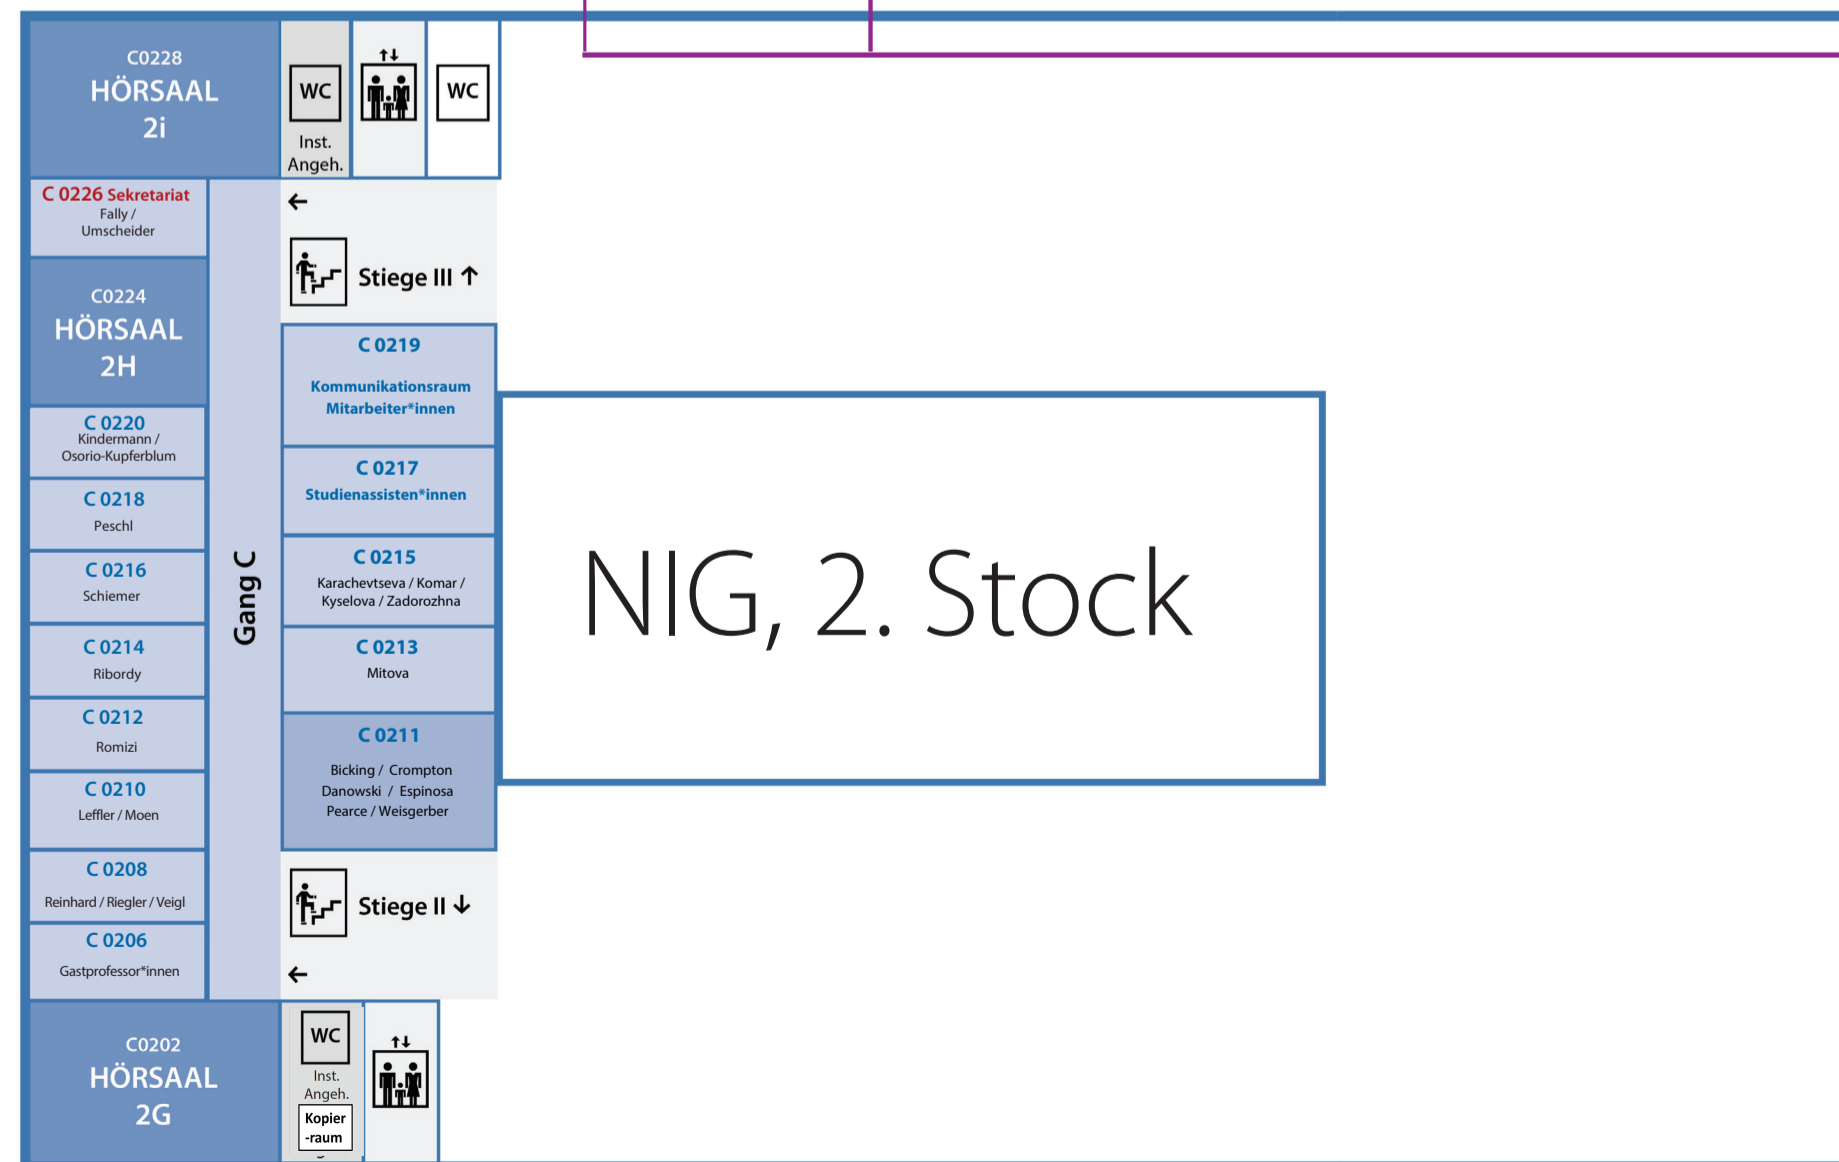 C0228
HÖRSAAL
2i
WC
Inst.
Angeh.
WC
C 0226 Sekretariat
Fally /
Umscheider
C0224
HÖRSAAL
2H
C 0220
Kindermann /
Osorio-Kupferblum
C 0218
Peschl
C 0216
Schiemer
C 0214
Ribordy
C 0212
Romizi
C 0210
Leffler / Moen
C 0208
Reinhard / Riegler / Veigl
C 0206
Gastprofessor*innen
C0202
HÖRSAAL
2G
Gang C
←
Stiege III ↑
C 0219
Kommunikationsraum
Mitarbeiter*innen
C 0217
Studienassisten*innen
C 0215
Karachevtseva / Komar /
Kyselova / Zadorozhna
C 0213
Mitova
C 0211
Bicking / Crompton
Danowski / Espinosa
Pearce / Weisgerber
Stiege II ↓
←
WC
Inst.
Angeh.
Kopier
-raum
NIG, 2. Stock